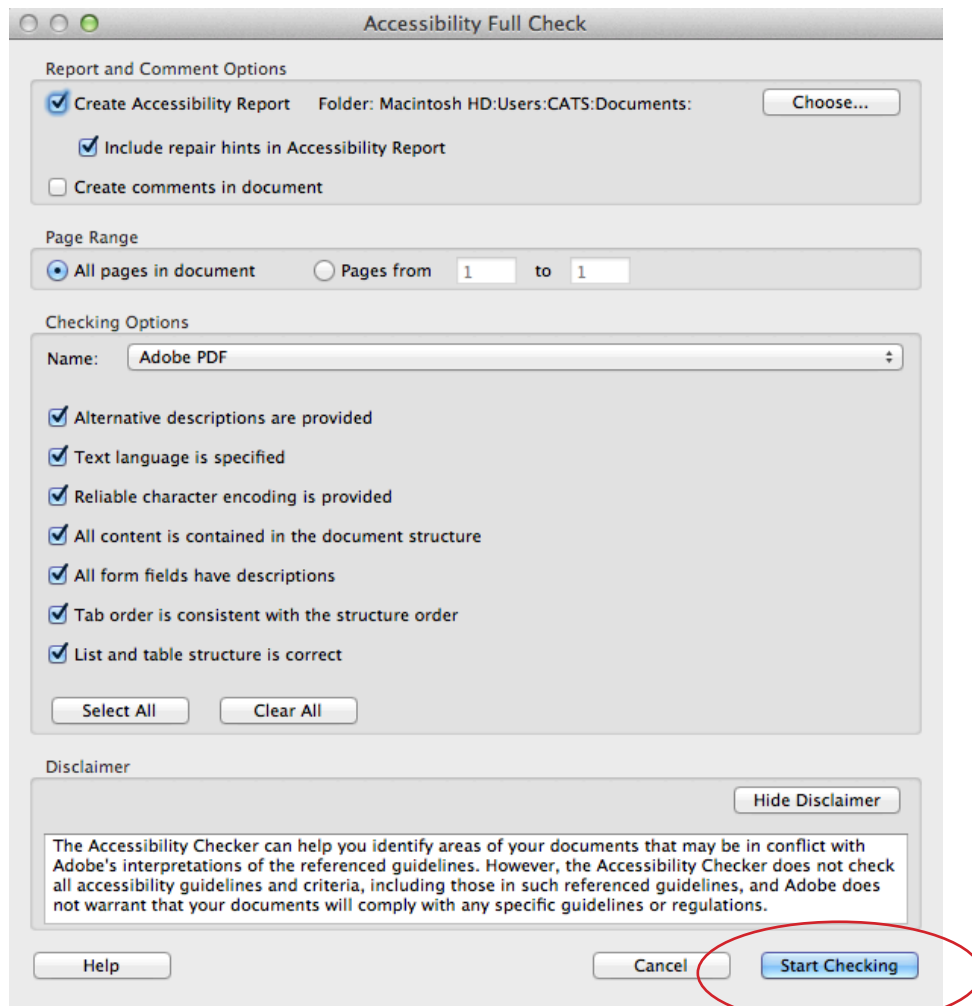 Accessibility Full Check
Report and Comment Options
Create Accessibility Report Folder: Macintosh HD:Users:CATS:Documents: Choose...
Include repair hints in Accessibility Report
Create comments in document
Page Range
All pages in document Pages from 1 to 1
Checking Options
Name: Adobe PDF
Alternative descriptions are provided
Text language is specified
Reliable character encoding is provided
All content is contained in the document structure
All form fields have descriptions
Tab order is consistent with the structure order
List and table structure is correct
Select All Clear All
Disclaimer
Hide Disclaimer
The Accessibility Checker can help you identify areas of your documents that may be in conflict with
Adobe's interpretations of the referenced guidelines. However, the Accessibility Checker does not check
all accessibility guidelines and criteria, including those in such referenced guidelines, and Adobe does
not warrant that your documents will comply with any specific guidelines or regulations.
Help Cancel Start Checking